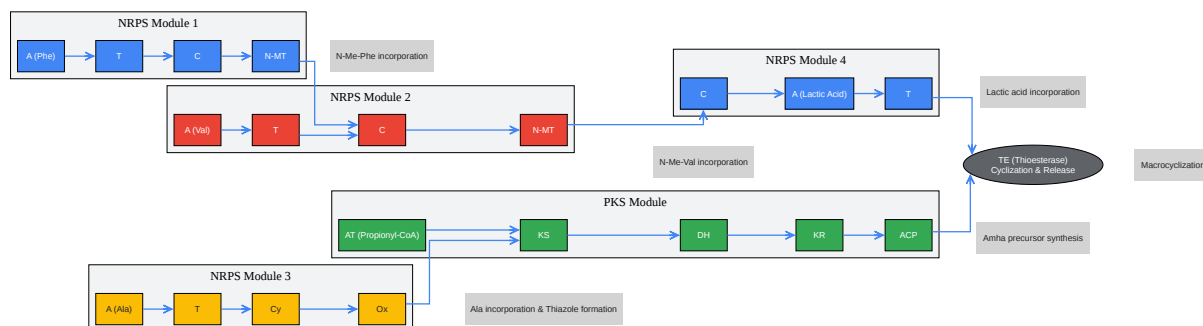 NRPS Module 1
A (Phe)
T
C
N-MT
N-Me-Phe incorporation
NRPS Module 2
A (Val)
T
C
N-MT
N-Me-Val incorporation
NRPS Module 4
C
A (Lactic Acid)
T
Lactic acid incorporation
TE (Thioesterase)
Cyclization & Release
Macrocyclization
PKS Module
AT (Propionyl-CoA)
KS
DH
KR
ACP
Amha precursor synthesis
NRPS Module 3
A (Ala)
T
Cy
Ox
Ala incorporation & Thiazole formation